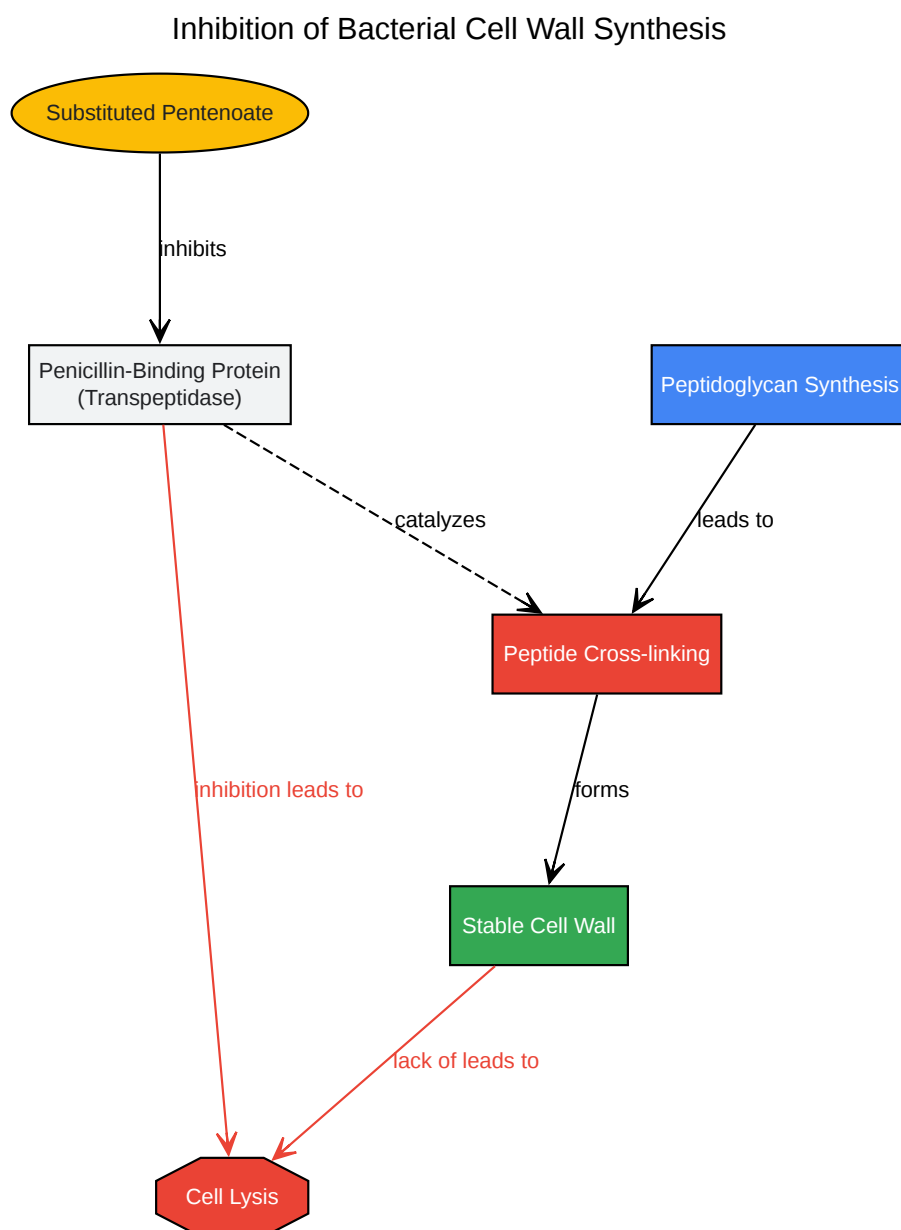 Inhibition of Bacterial Cell Wall Synthesis
Substituted Pentenoate
inhibits
Penicillin-Binding Protein
(Transpeptidase)
Peptidoglycan Synthesis
catalyzes
leads to
Peptide Cross-linking
inhibition leads to
forms
Stable Cell Wall
lack of leads to
Cell Lysis